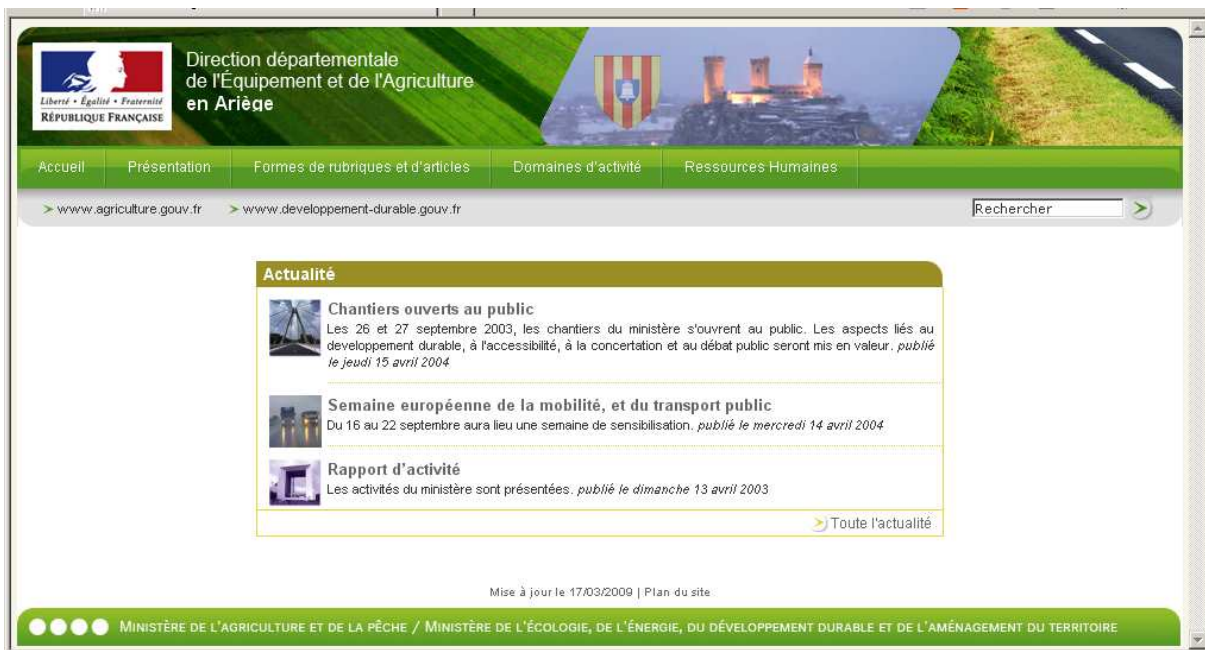 Direction départementale
de l'Équipement et de l'Agriculture
en Ariège
Liberté • Égalité • Fraternité
RÉPUBLIQUE FRANÇAISE
Accueil Présentation Formes de rubriques et d'articles Domaines d'activité Ressources Humaines
www.agriculture.gouv.fr www.developpement-durable.gouv.fr Rechercher
Actualité
Chantiers ouverts au public
Les 26 et 27 septembre 2003, les chantiers du ministère s'ouvrent au public. Les aspects liés au
developpement durable, à l'accessibilité, à la concertation et au débat public seront mis en valeur. publié
le jeudi 15 avril 2004
Semaine européenne de la mobilité, et du transport public
Du 16 au 22 septembre aura lieu une semaine de sensibilisation. publié le mercredi 14 avril 2004
Rapport d'activité
Les activités du ministère sont présentées. publié le dimanche 13 avril 2003
Toute l'actualité
Mise à jour le 17/03/2009 | Plan du site
MINISTÈRE DE L'AGRICULTURE ET DE LA PÊCHE / MINISTÈRE DE L'ÉCOLOGIE, DE L'ÉNERGIE, DU DÉVELOPPEMENT DURABLE ET DE L'AMÉNAGEMENT DU TERRITOIRE